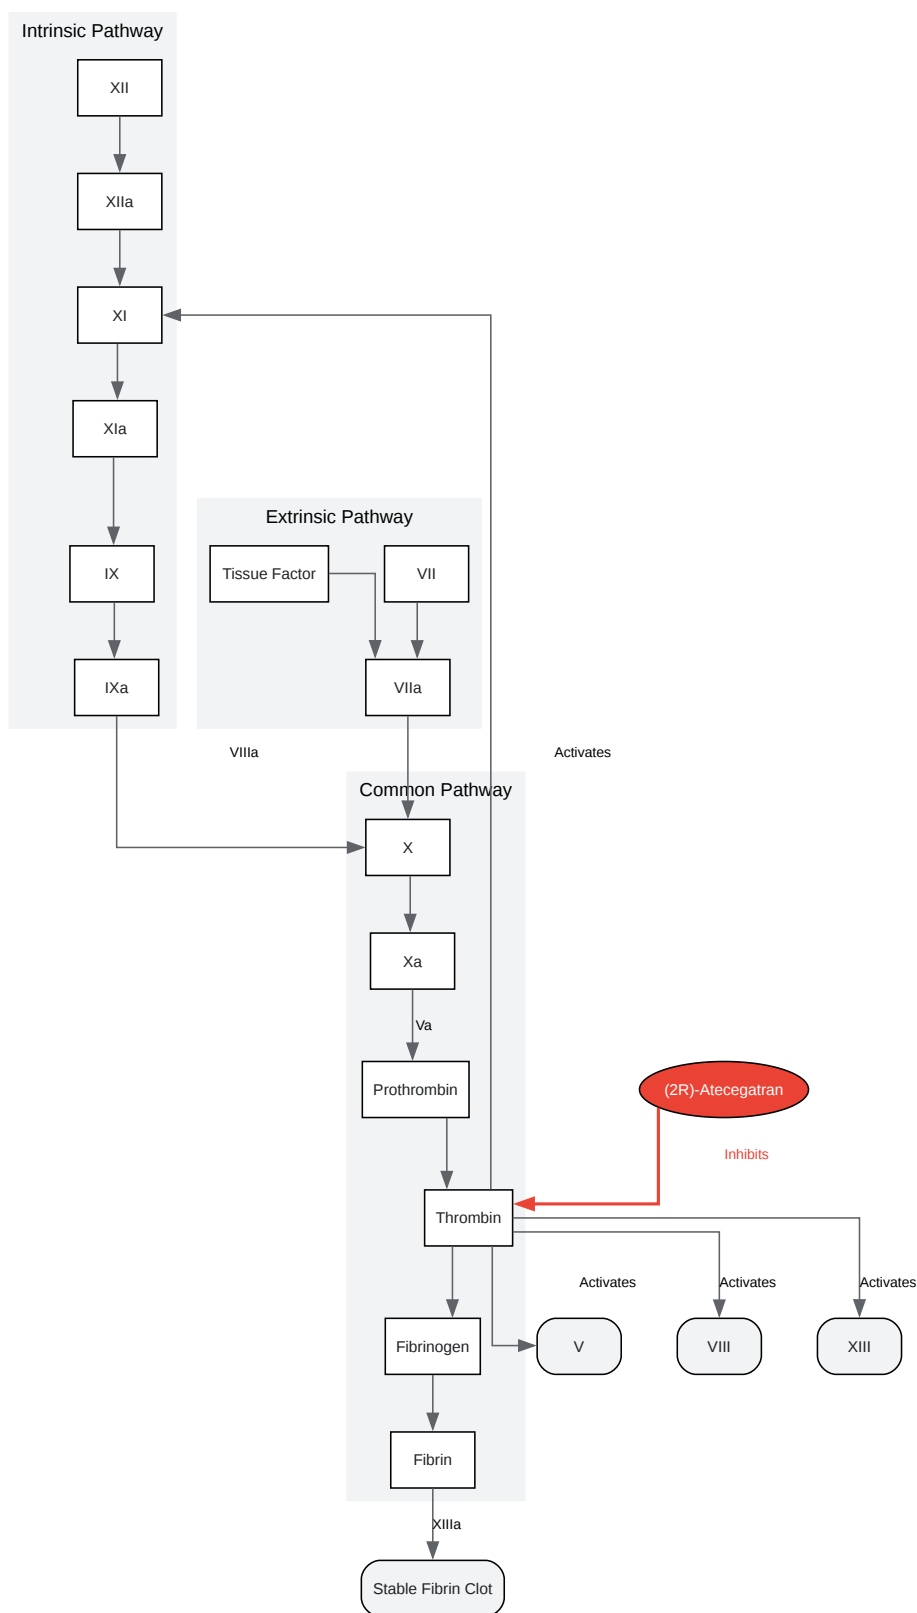 Intrinsic Pathway
XII
XIIa
XI
XIa
Extrinsic Pathway
IX
Tissue Factor
VII
IXa
VIIa
VIIIa
Activates
Common Pathway
X
Xa
Va
Prothrombin
(2R)-Atecegatran
Inhibits
Thrombin
Activates
Activates
Activates
Fibrinogen
V
VIII
XIII
Fibrin
XIIIa
Stable Fibrin Clot